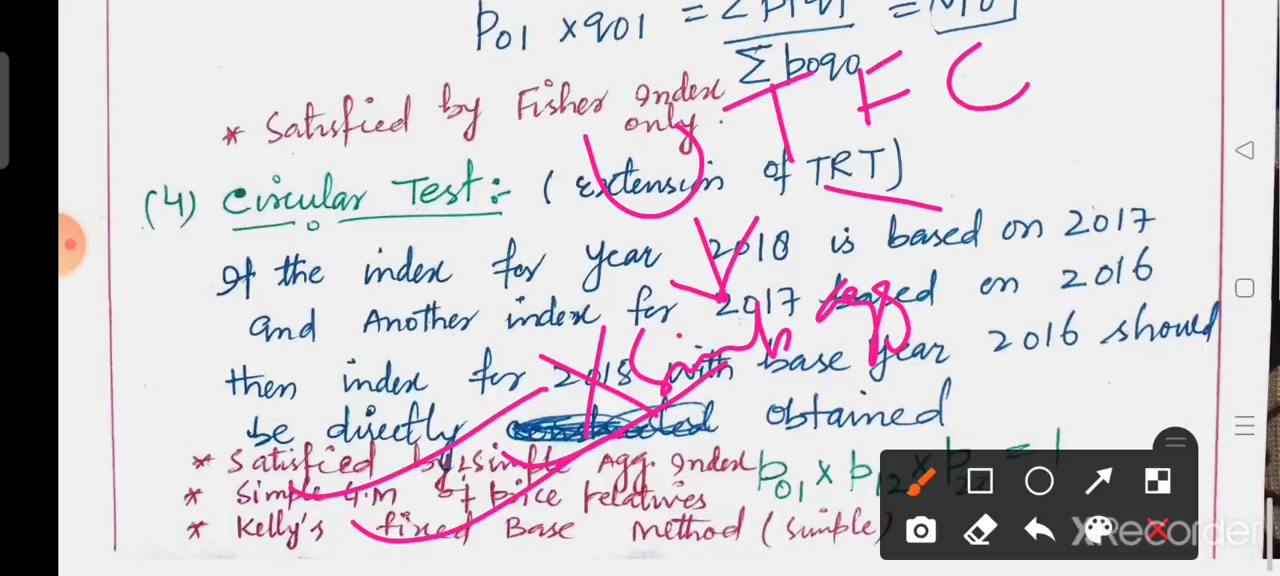 P01 x q01 = Σ p1q1 =
Σ p0q0
* Satisfied by Fisher Index only.
U T F C
(4) Circular Test:- (Extension of TRT)
If the index for year 2018 is based on 2017
and Another index for 2017 based on 2016
then index for 2018 with base year 2016 should
be directly obtained
* Satisfied by simple Agg. Index P01 x P12 x P2 = 1
* Simple G.M of price relatives
* Kelly's fixed Base method (simple)
XRecorder